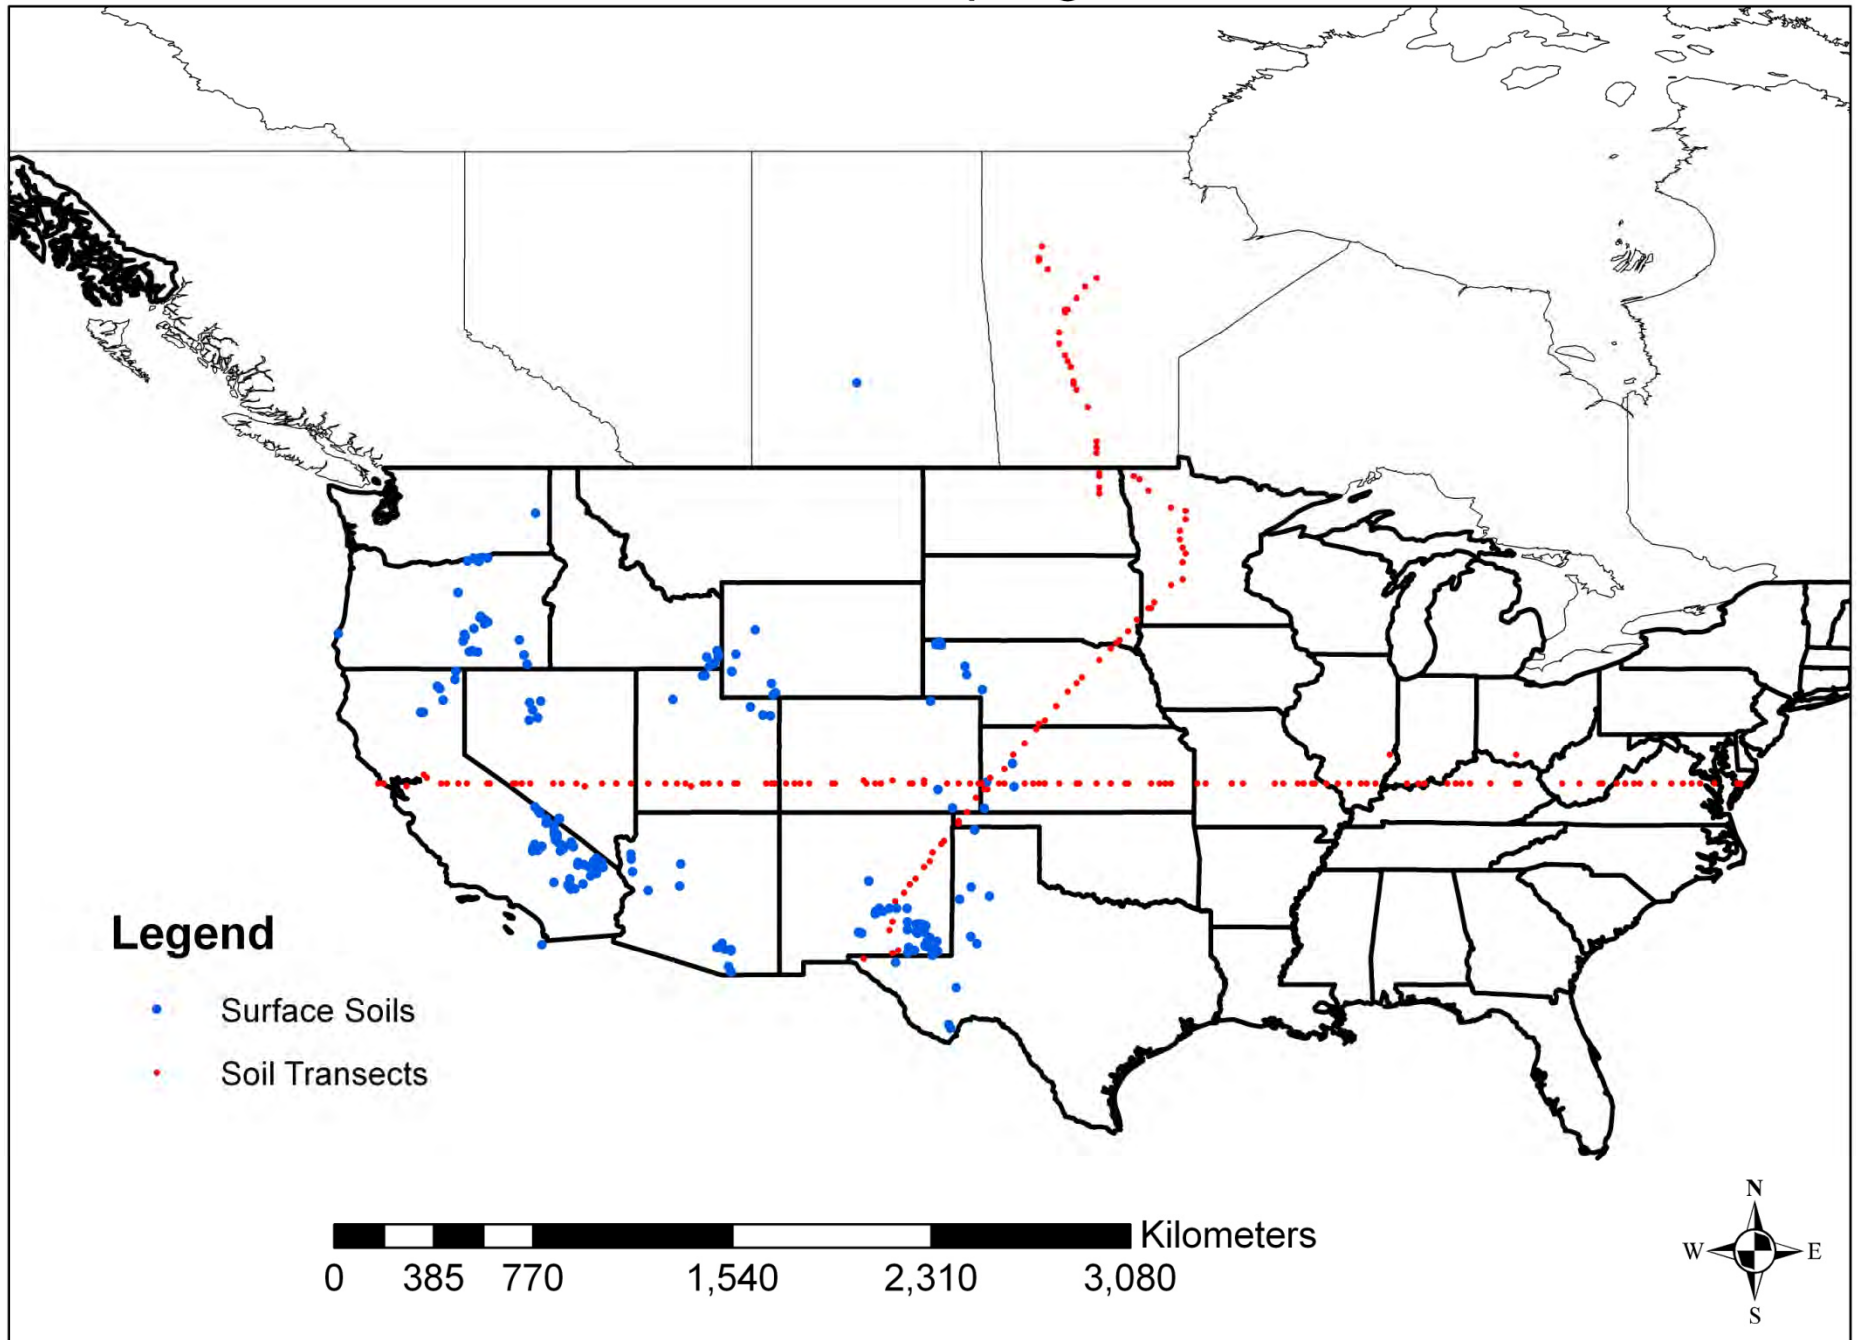 Legend
Surface Soils
Soil Transects
Kilometers
0 385 770 1,540 2,310 3,080
N
W E
S